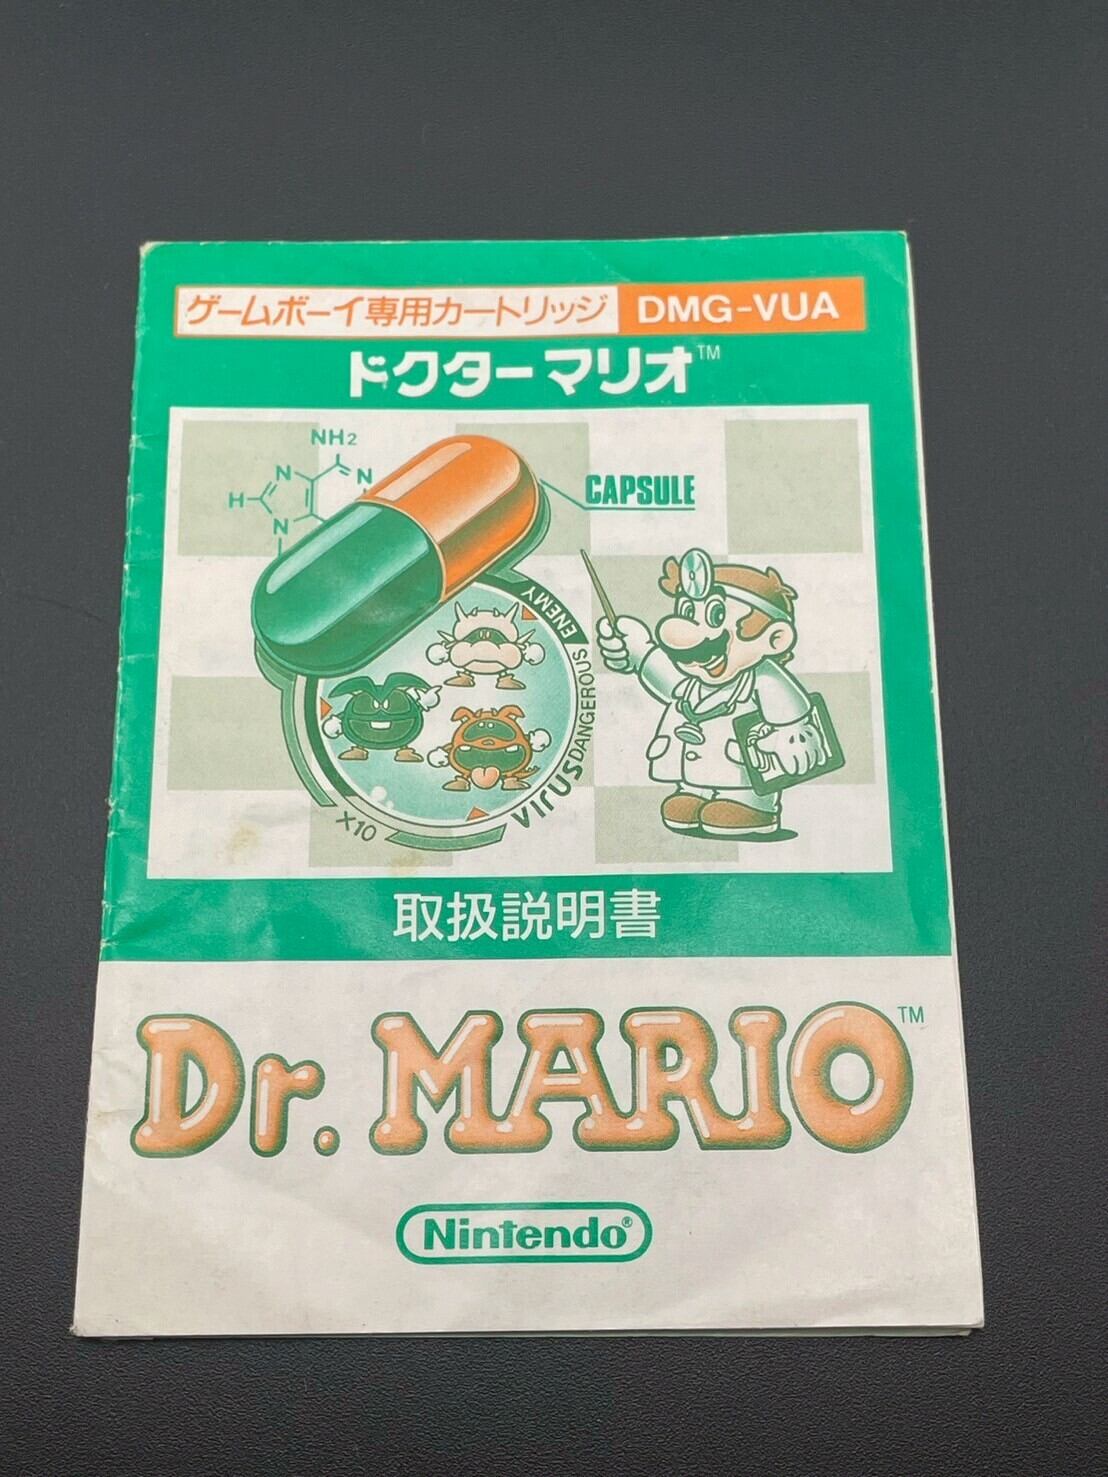 ゲームボーイ専用カートリッジ DMG-VUA
ドクターマリオ™
NH2
N
N
H
N
CAPSULE
ENEMY
DANGEROUS
VIRUS
X10
取扱説明書
Dr. MARIO™
Nintendo®